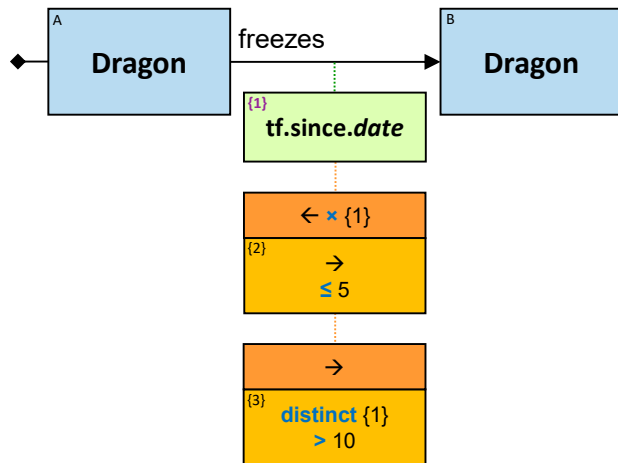 A
Dragon
freezes
B
Dragon
{1}
tf.since.date
← × {1}
{2}
→
≤ 5
→
{3}
distinct {1}
> 10